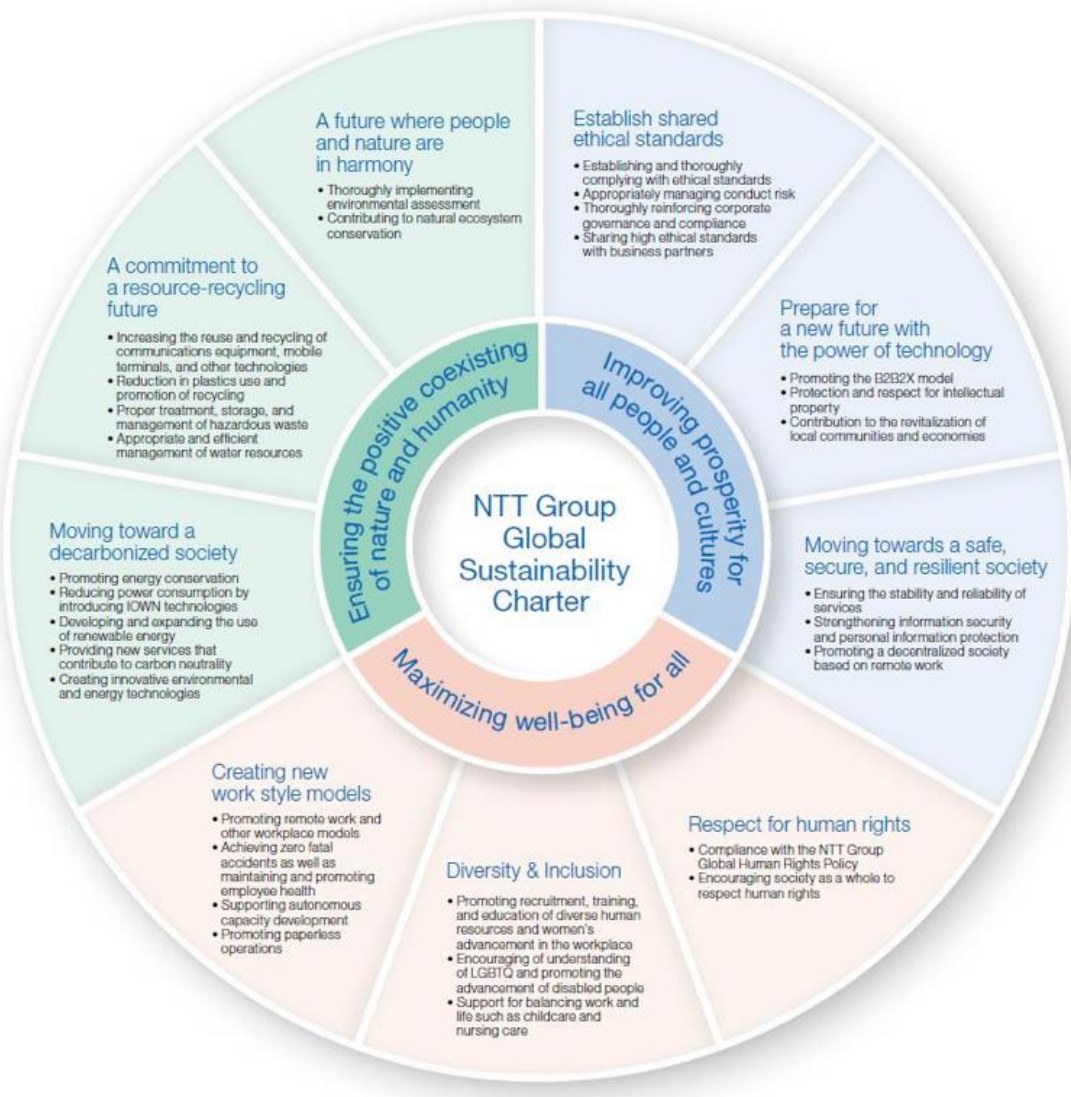 NTT Group
Global
Sustainability
Charter
Ensuring the positive coexisting
of nature and humanity
Improving prosperity for
all people and cultures
Maximizing well-being for all
A future where people
and nature are
in harmony
• Thoroughly implementing
environmental assessment
• Contributing to natural ecosystem
conservation
Establish shared
ethical standards
• Establishing and thoroughly
complying with ethical standards
• Appropriately managing conduct risk
• Thoroughly reinforcing corporate
governance and compliance
• Sharing high ethical standards
with business partners
A commitment to
a resource-recycling
future
• Increasing the reuse and recycling of
communications equipment, mobile
terminals, and other technologies
• Reduction in plastics use and
promotion of recycling
• Proper treatment, storage, and
management of hazardous waste
• Appropriate and efficient
management of water resources
Prepare for
a new future with
the power of technology
• Promoting the B2B2X model
• Protection and respect for intellectual
property
• Contribution to the revitalization of
local communities and economies
Moving toward a
decarbonized society
• Promoting energy conservation
• Reducing power consumption by
introducing IOWN technologies
• Developing and expanding the use
of renewable energy
• Providing new services that
contribute to carbon neutrality
• Creating innovative environmental
and energy technologies
Moving towards a safe,
secure, and resilient society
• Ensuring the stability and reliability of
services
• Strengthening information security
and personal information protection
• Promoting a decentralized society
based on remote work
Creating new
work style models
• Promoting remote work and
other workplace models
• Achieving zero fatal
accidents as well as
maintaining and promoting
employee health
• Supporting autonomous
capacity development
• Promoting paperless
operations
Diversity & Inclusion
• Promoting recruitment, training,
and education of diverse human
resources and women's
advancement in the workplace
• Encouraging of understanding
of LGBTQ and promoting the
advancement of disabled people
• Support for balancing work and
life such as childcare and
nursing care
Respect for human rights
• Compliance with the NTT Group
Global Human Rights Policy
• Encouraging society as a whole to
respect human rights